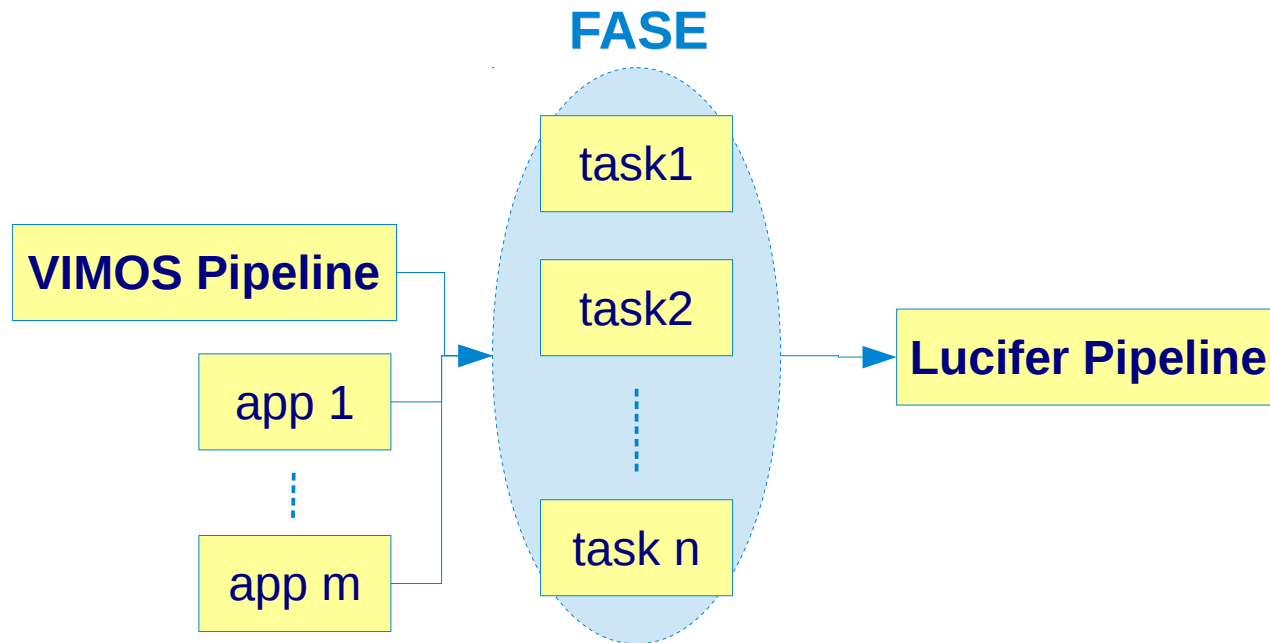 FASE
task1
task2
task n
VIMOS Pipeline
app 1
app m
Lucifer Pipeline